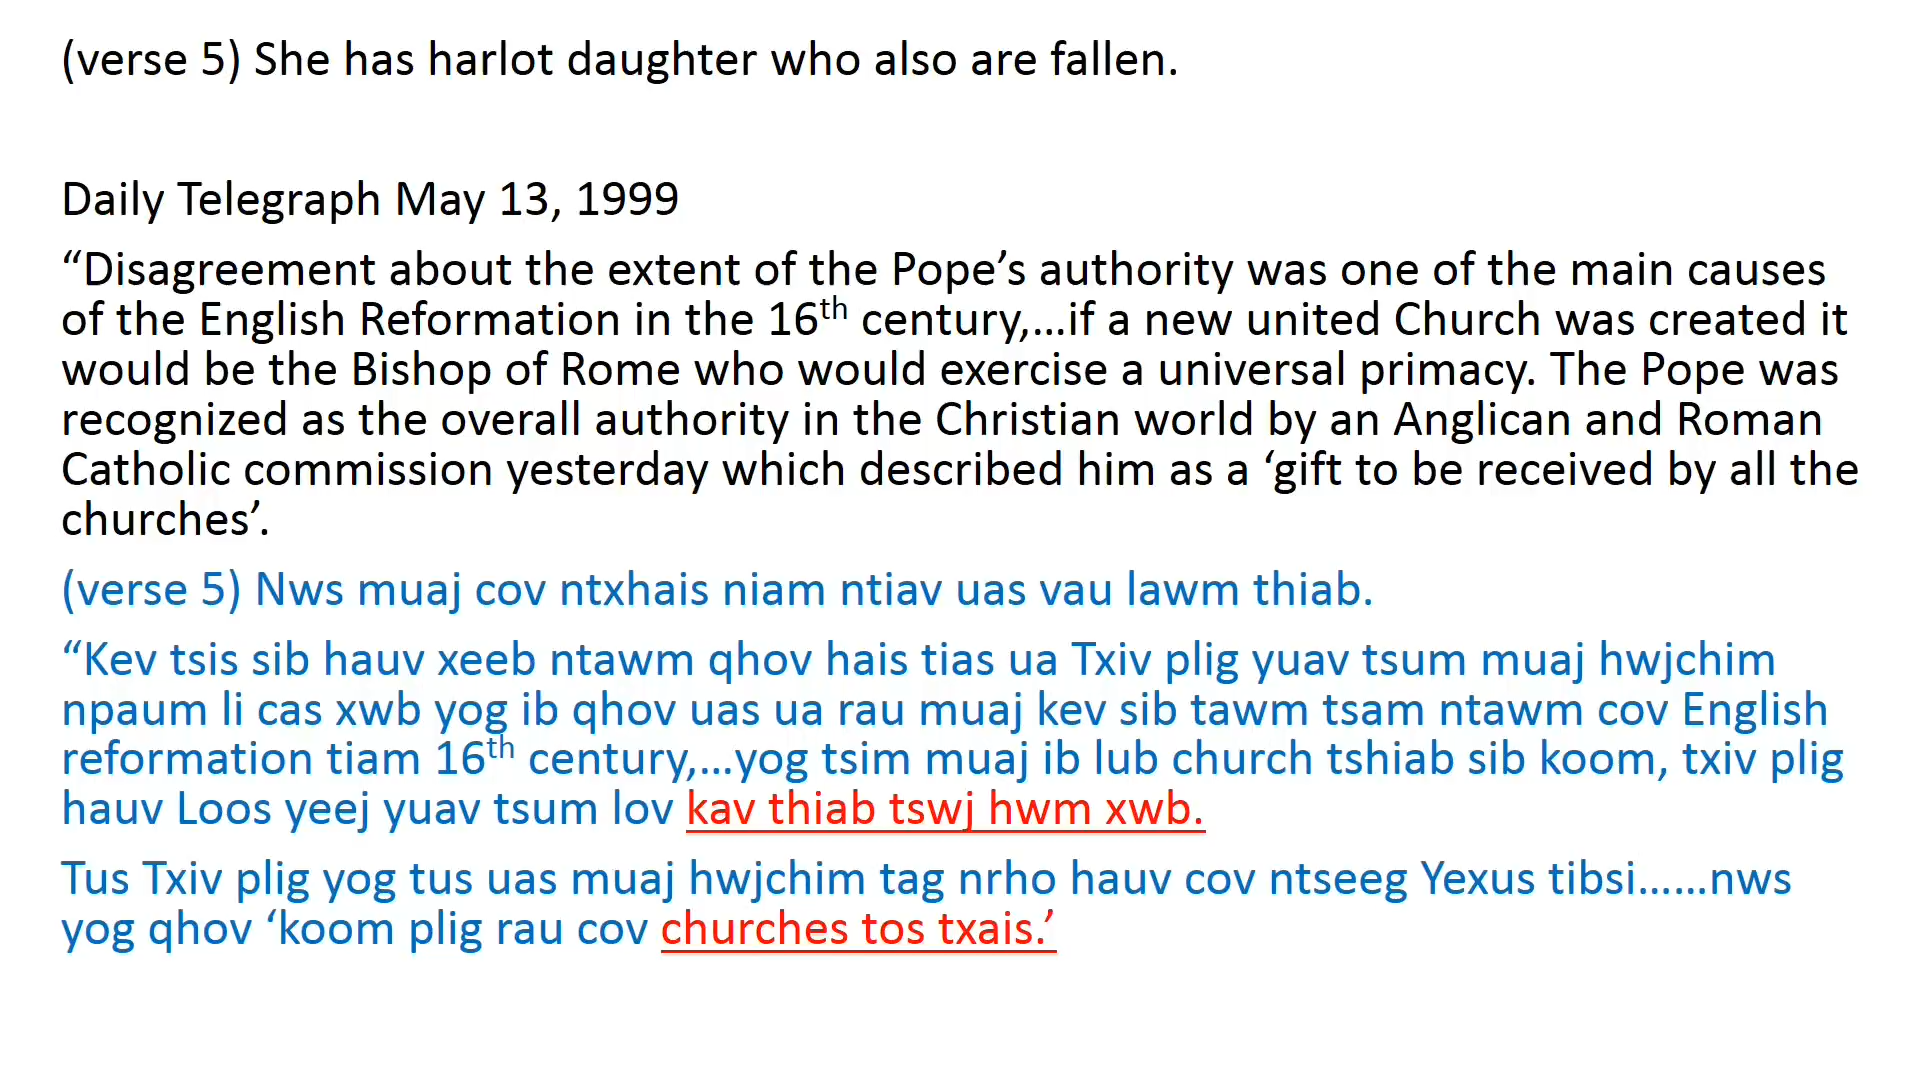 (verse 5) She has harlot daughter who also are fallen.
Daily Telegraph May 13, 1999
“Disagreement about the extent of the Pope’s authority was one of the main causes
of the English Reformation in the 16th century,…if a new united Church was created it
would be the Bishop of Rome who would exercise a universal primacy. The Pope was
recognized as the overall authority in the Christian world by an Anglican and Roman
Catholic commission yesterday which described him as a ‘gift to be received by all the
churches’.
(verse 5) Nws muaj cov ntxhais niam ntiav uas vau lawm thiab.
“Kev tsis sib hauv xeeb ntawm qhov hais tias ua Txiv plig yuav tsum muaj hwjchim
npaum li cas xwb yog ib qhov uas ua rau muaj kev sib tawm tsam ntawm cov English
reformation tiam 16th century,…yog tsim muaj ib lub church tshiab sib koom, txiv plig
hauv Loos yeej yuav tsum lov kav thiab tswj hwm xwb.
Tus Txiv plig yog tus uas muaj hwjchim tag nrho hauv cov ntseeg Yexus tibsi……nws
yog qhov ‘koom plig rau cov churches tos txais.’